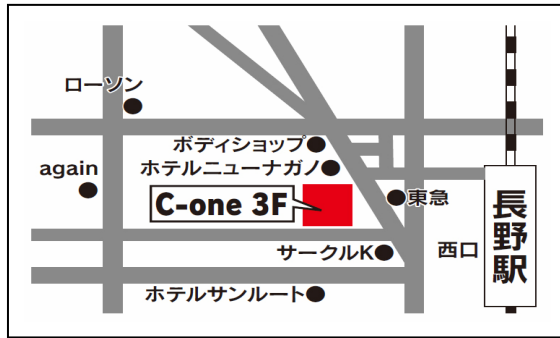 ローソン
ボディショップ
again
ホテルニューナガノ
C-one 3F
東急
長野駅
西口
サークルK
ホテルサンルート